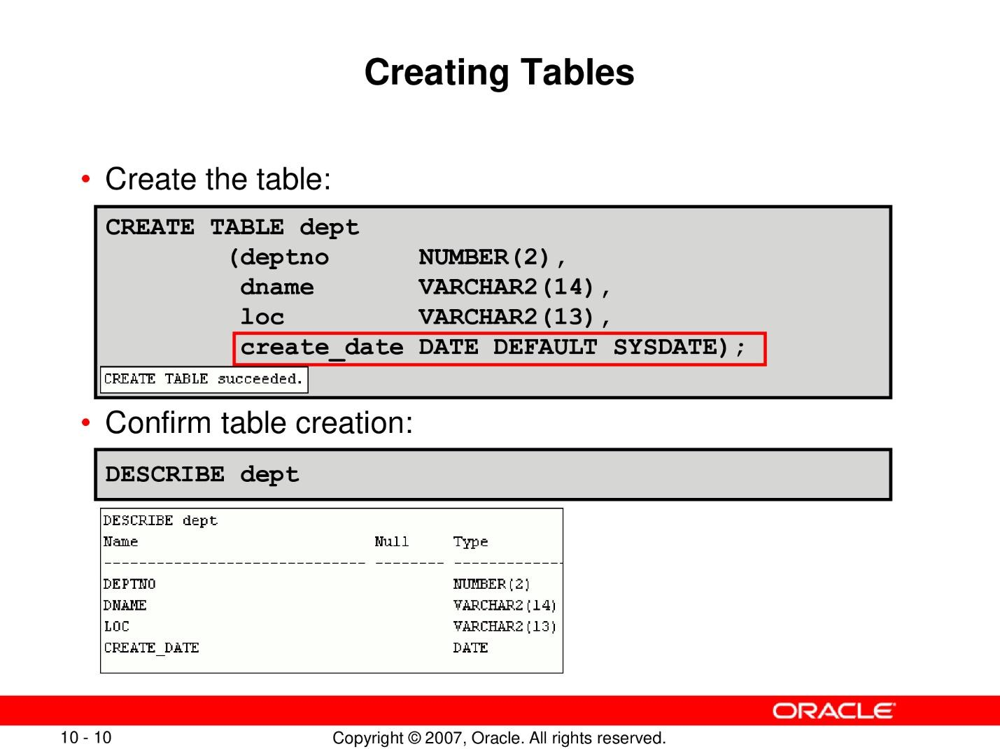 Creating Tables
• Create the table:
CREATE TABLE dept
(deptno NUMBER(2),
dname VARCHAR2(14),
loc VARCHAR2(13),
create_date DATE DEFAULT SYSDATE);
CREATE TABLE succeeded.
• Confirm table creation:
DESCRIBE dept
DESCRIBE dept
Name Null Type
------------------------------ -------- -------------
DEPTNO NUMBER(2)
DNAME VARCHAR2(14)
LOC VARCHAR2(13)
CREATE_DATE DATE
ORACLE
10 - 10 Copyright © 2007, Oracle. All rights reserved.